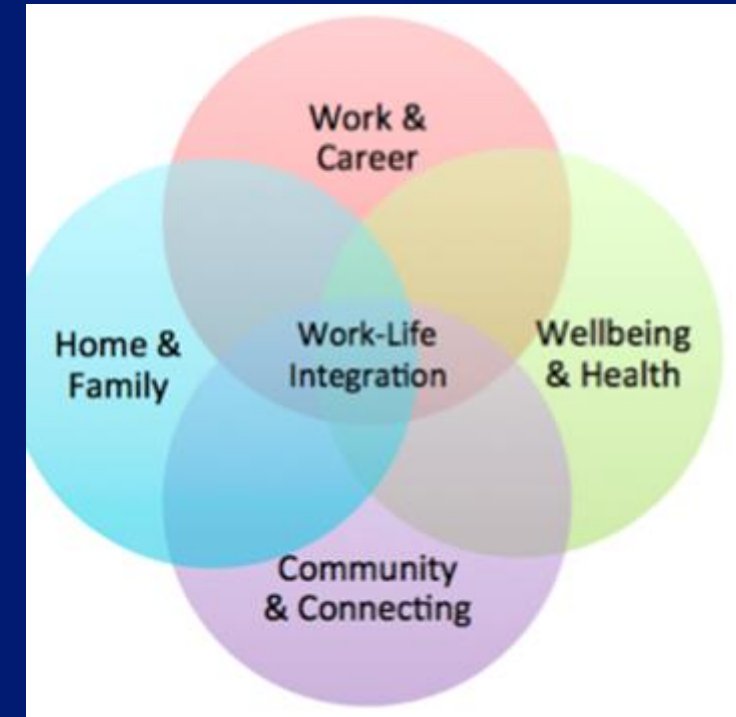 Work &
Career
Home &
Family
Work-Life
Integration
Wellbeing
& Health
Community
& Connecting